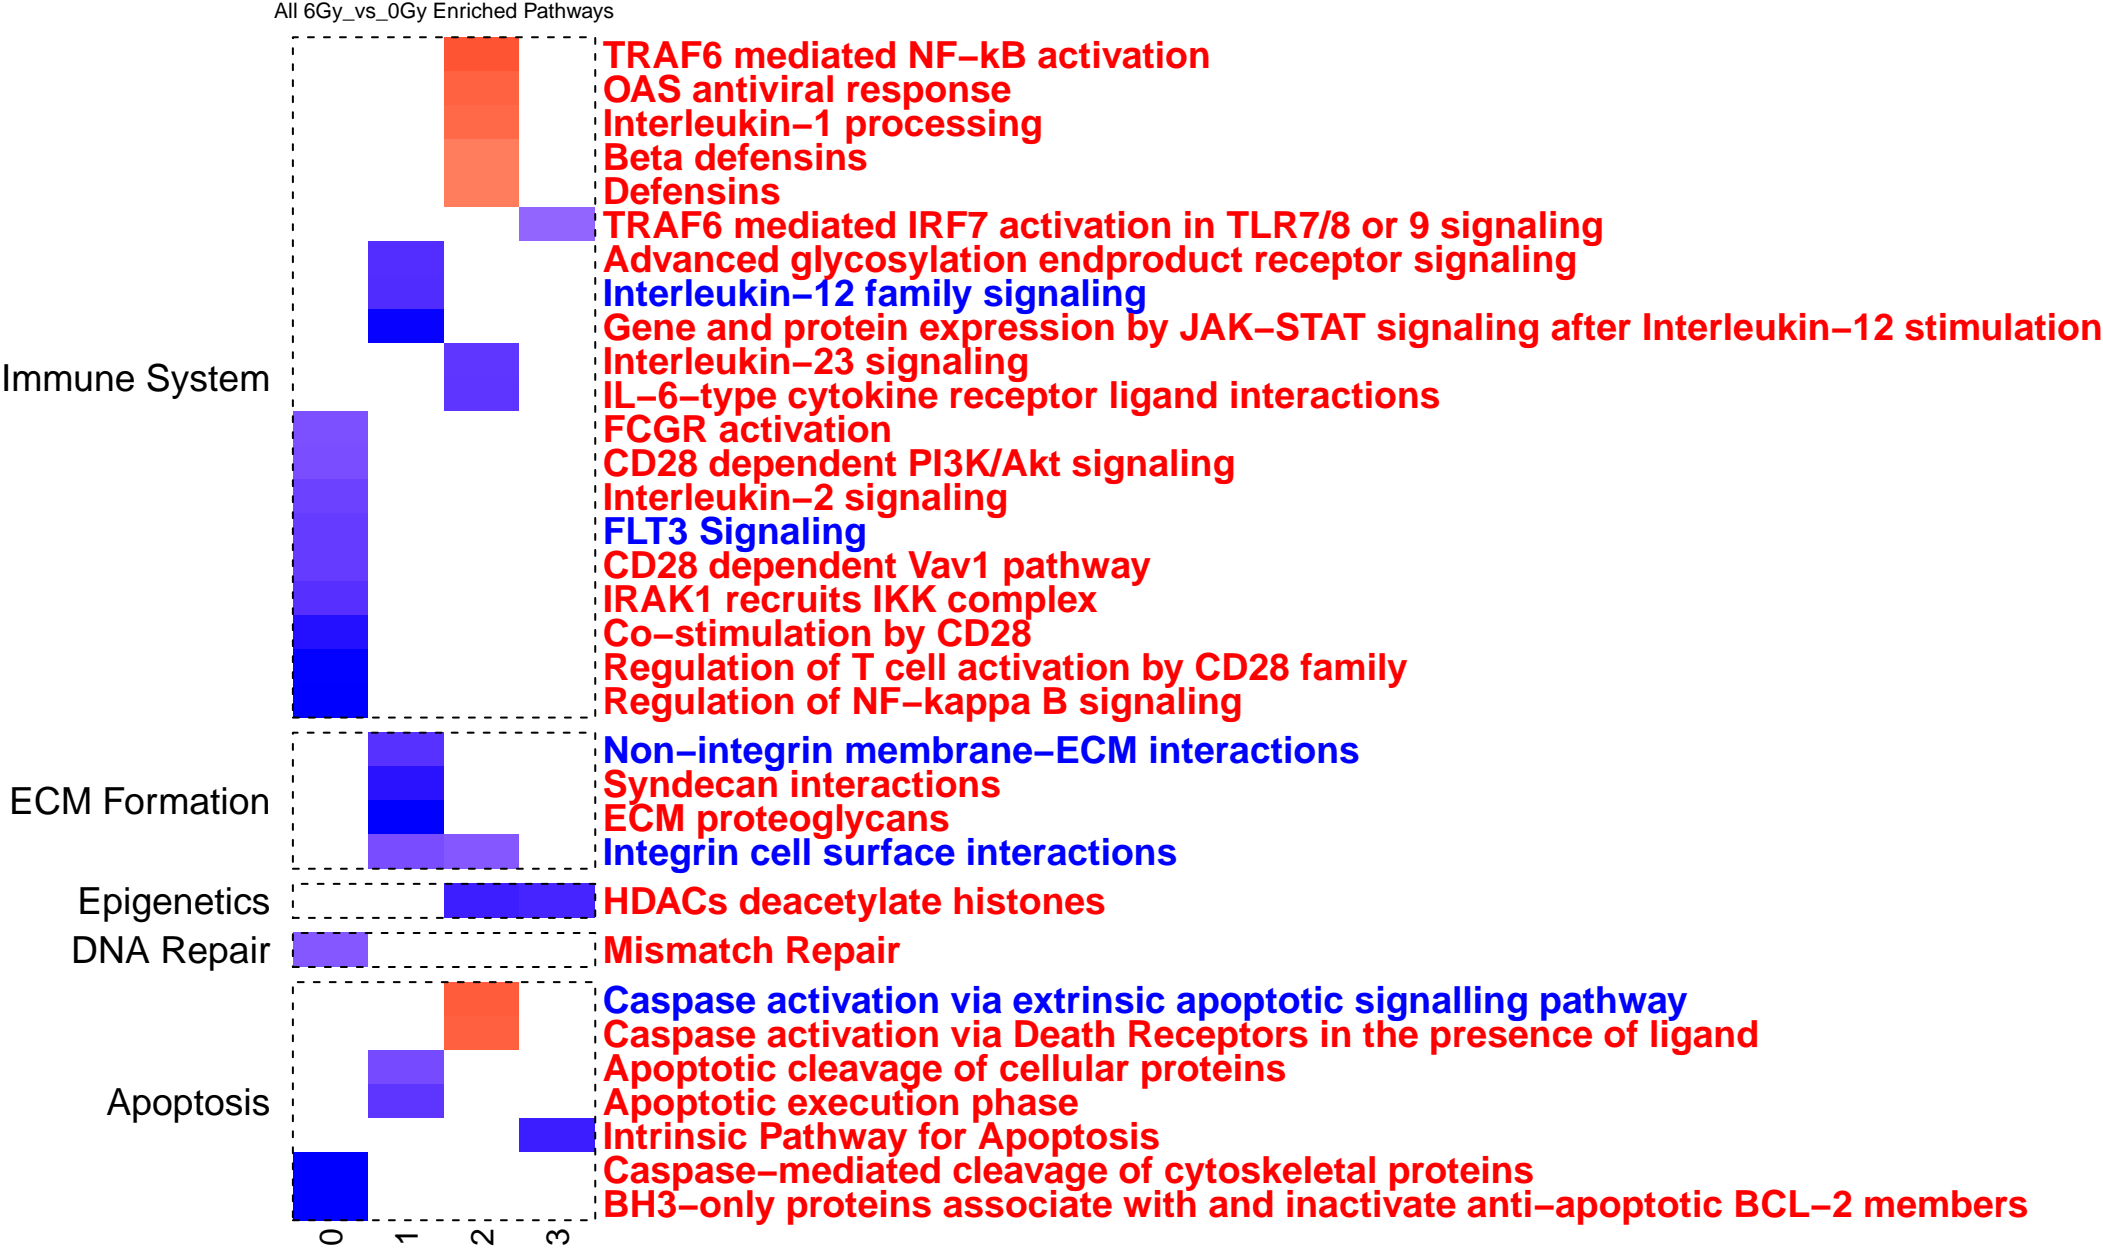 All 6Gy_vs_0Gy Enriched Pathways
TRAF6 mediated NF−kB activation
OAS antiviral response
Interleukin−1 processing
Beta defensins
Defensins
TRAF6 mediated IRF7 activation in TLR7/8 or 9 signaling
Advanced glycosylation endproduct receptor signaling
Interleukin−12 family signaling
Gene and protein expression by JAK−STAT signaling after Interleukin−12 stimulation
Interleukin−23 signaling
Immune System
IL−6−type cytokine receptor ligand interactions
FCGR activation
CD28 dependent PI3K/Akt signaling
Interleukin−2 signaling
FLT3 Signaling
CD28 dependent Vav1 pathway
IRAK1 recruits IKK complex
Co−stimulation by CD28
Regulation of T cell activation by CD28 family
Regulation of NF−kappa B signaling
Non−integrin membrane−ECM interactions
Syndecan interactions
ECM Formation
ECM proteoglycans
Integrin cell surface interactions
Epigenetics
HDACs deacetylate histones
DNA Repair
Mismatch Repair
Caspase activation via extrinsic apoptotic signalling pathway
Caspase activation via Death Receptors in the presence of ligand
Apoptotic cleavage of cellular proteins
Apoptosis
Apoptotic execution phase
Intrinsic Pathway for Apoptosis
Caspase−mediated cleavage of cytoskeletal proteins
BH3−only proteins associate with and inactivate anti−apoptotic BCL−2 members
0 1 2 3